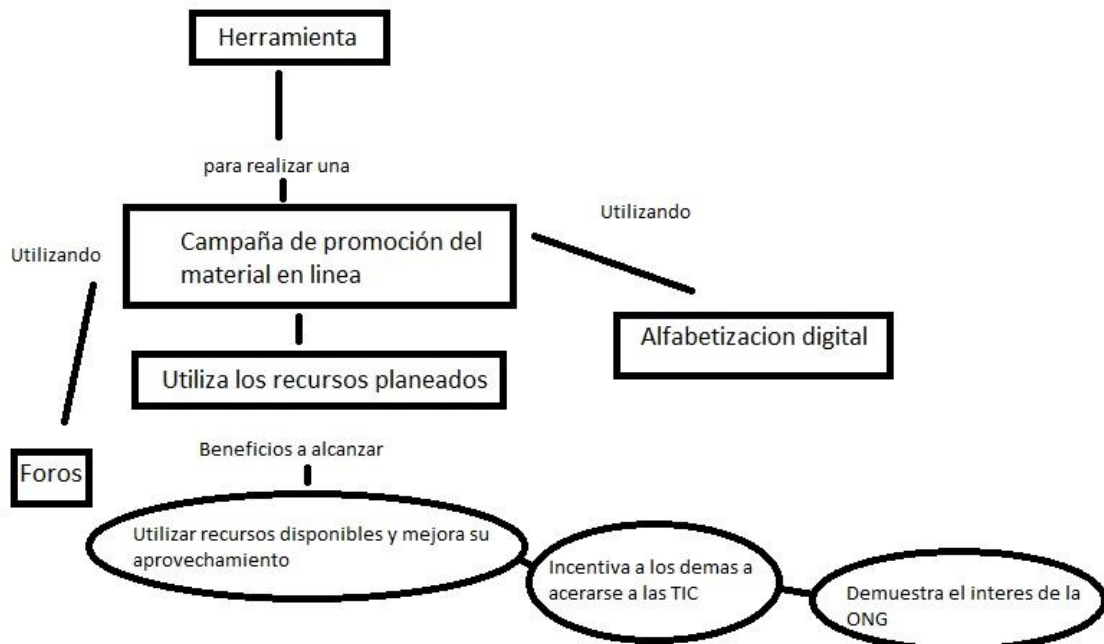 Herramienta
para realizar una
Utilizando
Campaña de promoción del
material en linea
Utilizando
Alfabetizacion digital
Utiliza los recursos planeados
Beneficios a alcanzar
Foros
Utilizar recursos disponibles y mejora su
aprovechamiento
Incentiva a los demas a
acerarse a las TIC
Demuestra el interes de la
ONG